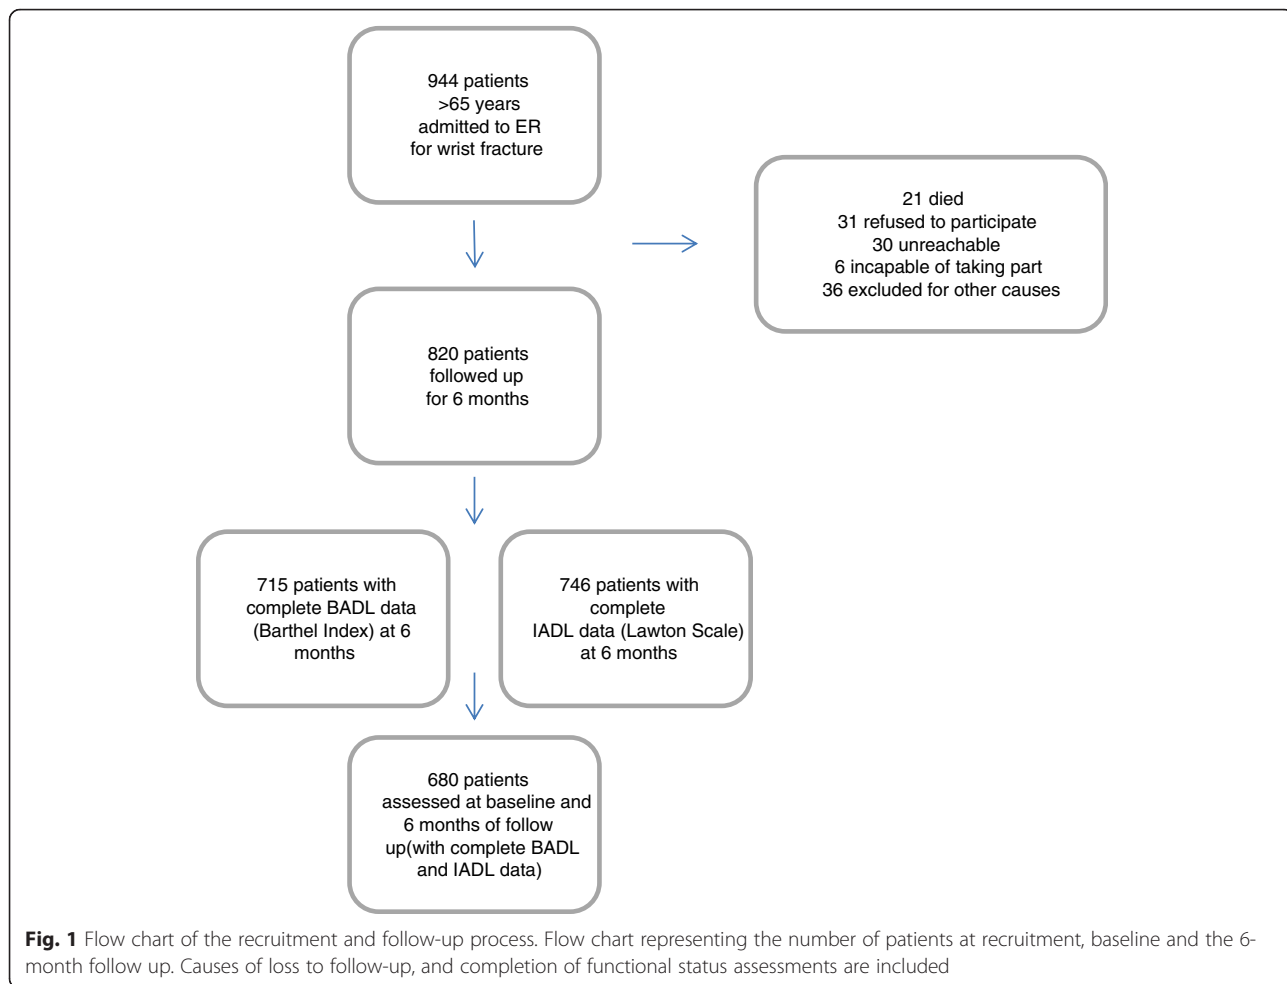 944 patients
>65 years
admitted to ER
for wrist fracture
21 died
31 refused to participate
30 unreachable
6 incapable of taking part
36 excluded for other causes
820 patients
followed up
for 6 months
715 patients with
complete BADL data
(Barthel Index) at 6
months
746 patients with
complete
IADL data (Lawton Scale)
at 6 months
680 patients
assessed at baseline and
6 months of follow
up(with complete BADL
and IADL data)
Fig. 1 Flow chart of the recruitment and follow-up process. Flow chart representing the number of patients at recruitment, baseline and the 6-
month follow up. Causes of loss to follow-up, and completion of functional status assessments are included